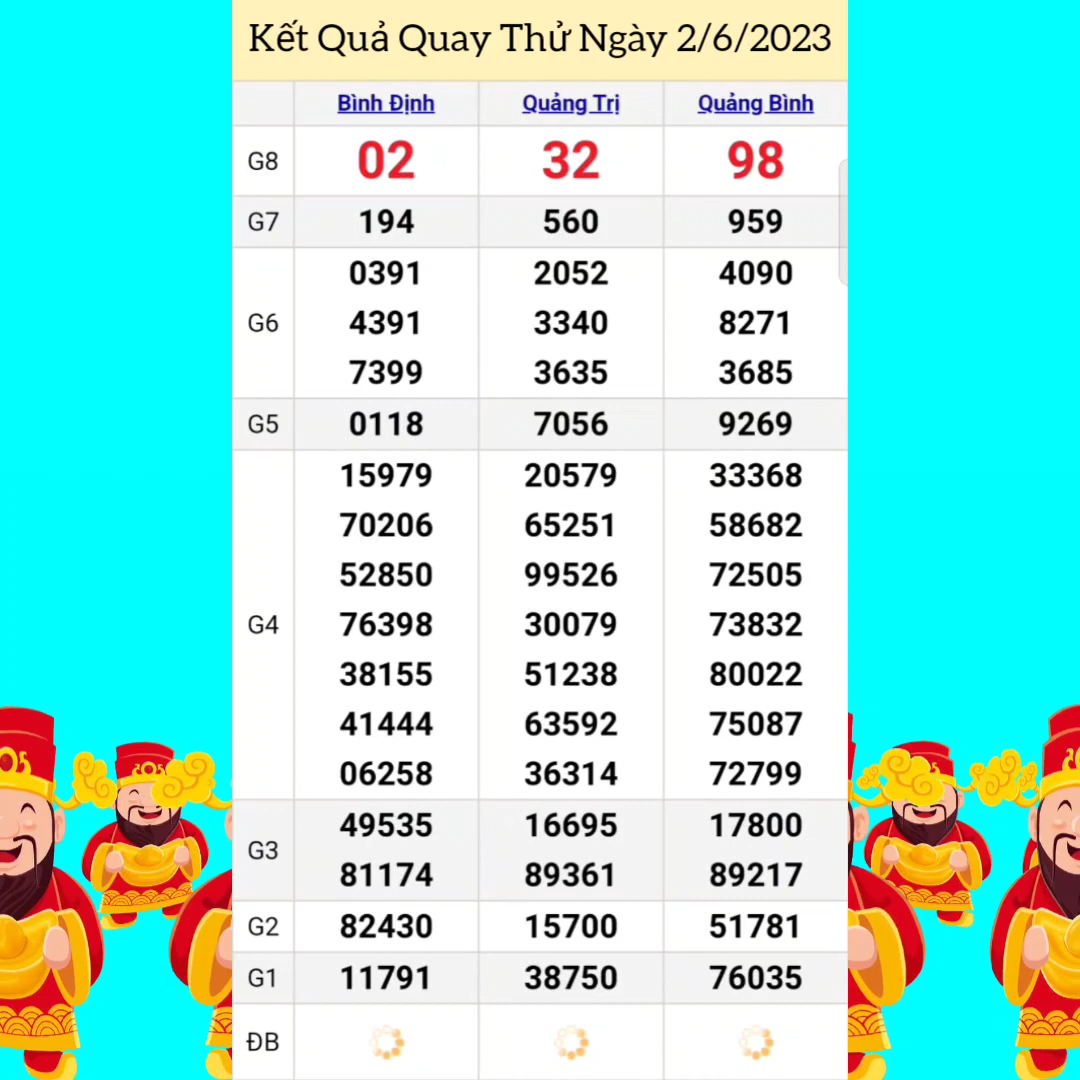 Kết Quả Quay Thử Ngày 2/6/2023
Bình Định Quảng Trị Quảng Bình
G8 02 32 98
G7 194 560 959
0391 2052 4090
G6 4391 3340 8271
7399 3635 3685
G5 0118 7056 9269
15979 20579 33368
70206 65251 58682
52850 99526 72505
G4 76398 30079 73832
38155 51238 80022
41444 63592 75087
06258 36314 72799
49535 16695 17800
G3
81174 89361 89217
G2 82430 15700 51781
G1 11791 38750 76035
ĐB